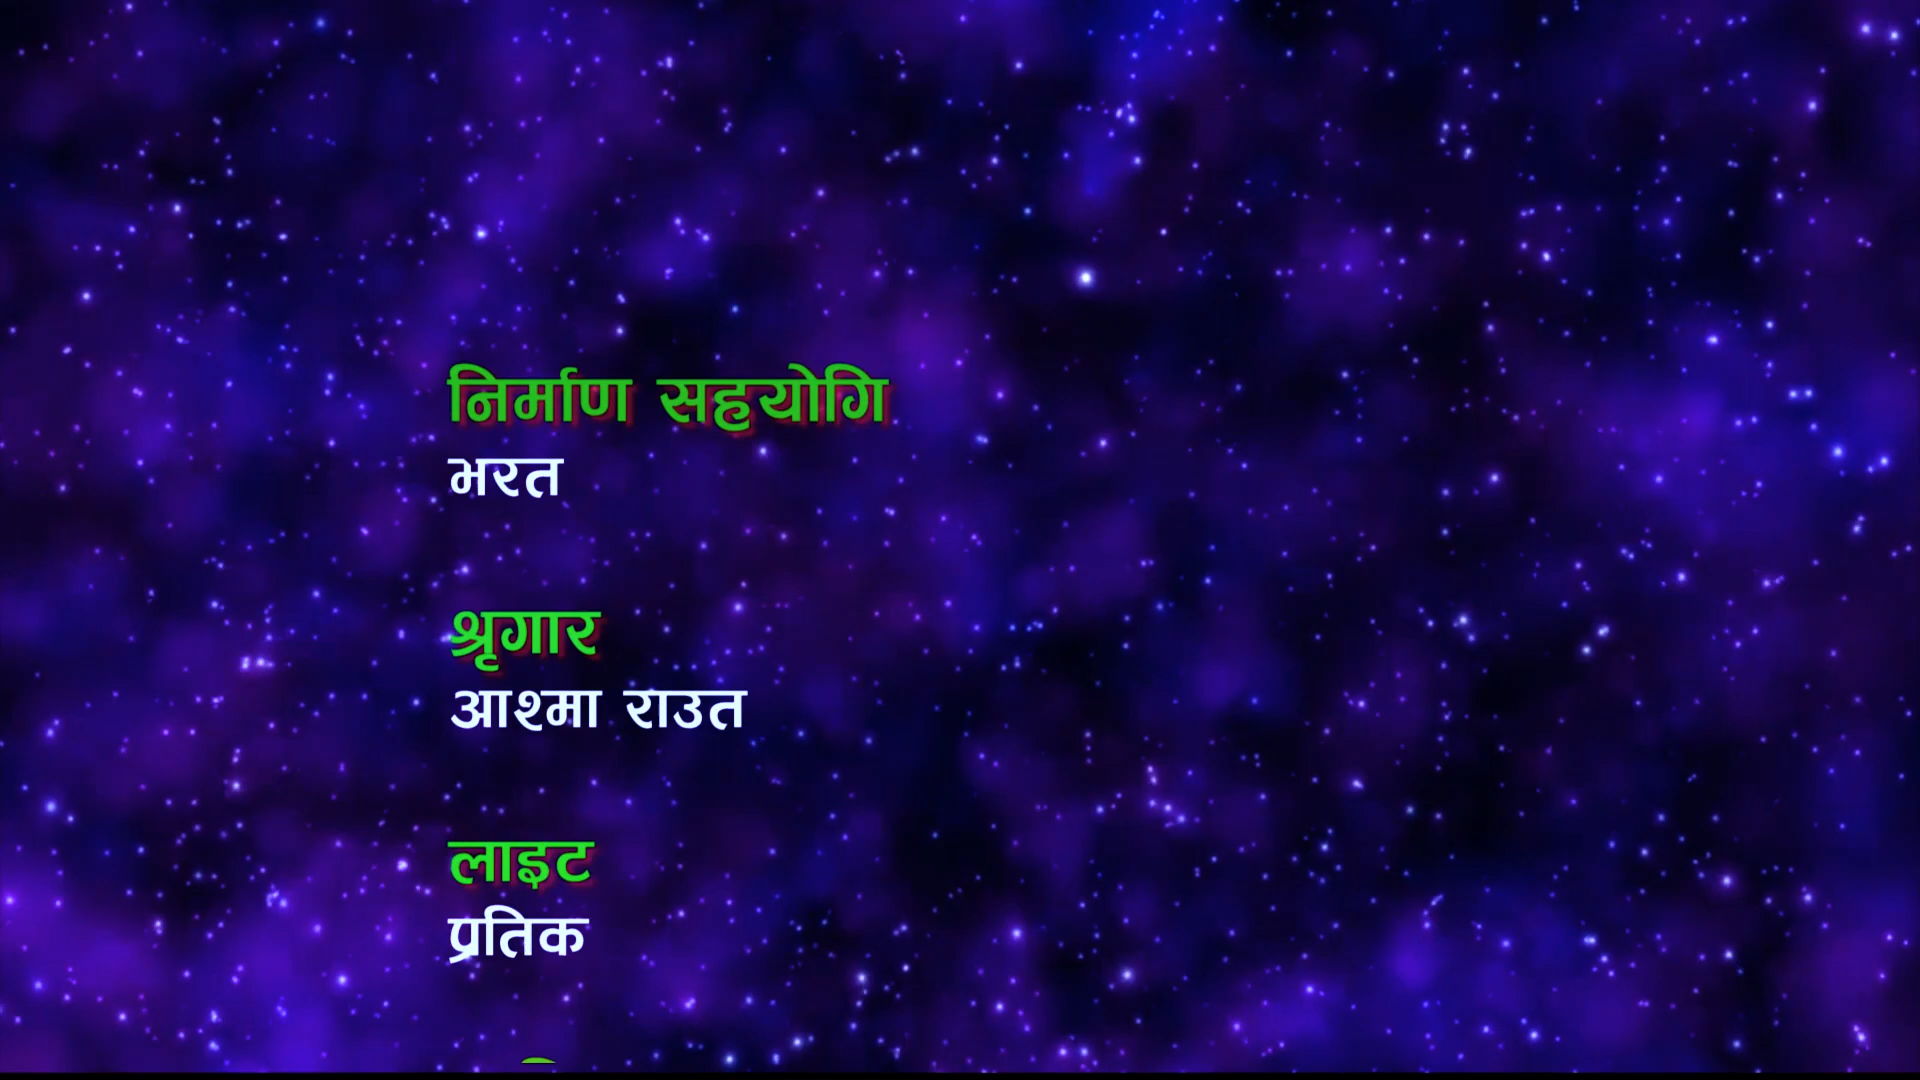 निर्माण सहयोगि
भरत
श्रृगार
आश्मा राउत
लाइट
प्रतिक